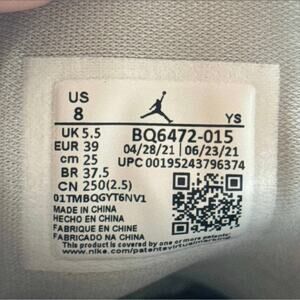 US
8
YS
UK 5.5
EUR 39
cm 25
BR 37.5
CN 250(2.5)
BQ6472-015
04/28/21 06/23/21
UPC 00195243796374
01TMBQGYT6NV1
MADE IN CHINA
HECHO EN CHINA
FABRIQUE EN CHINE
FABRICADO NA CHINA
This product is covered by one or more patents:
www.nike.com/patentsvirtualmarking